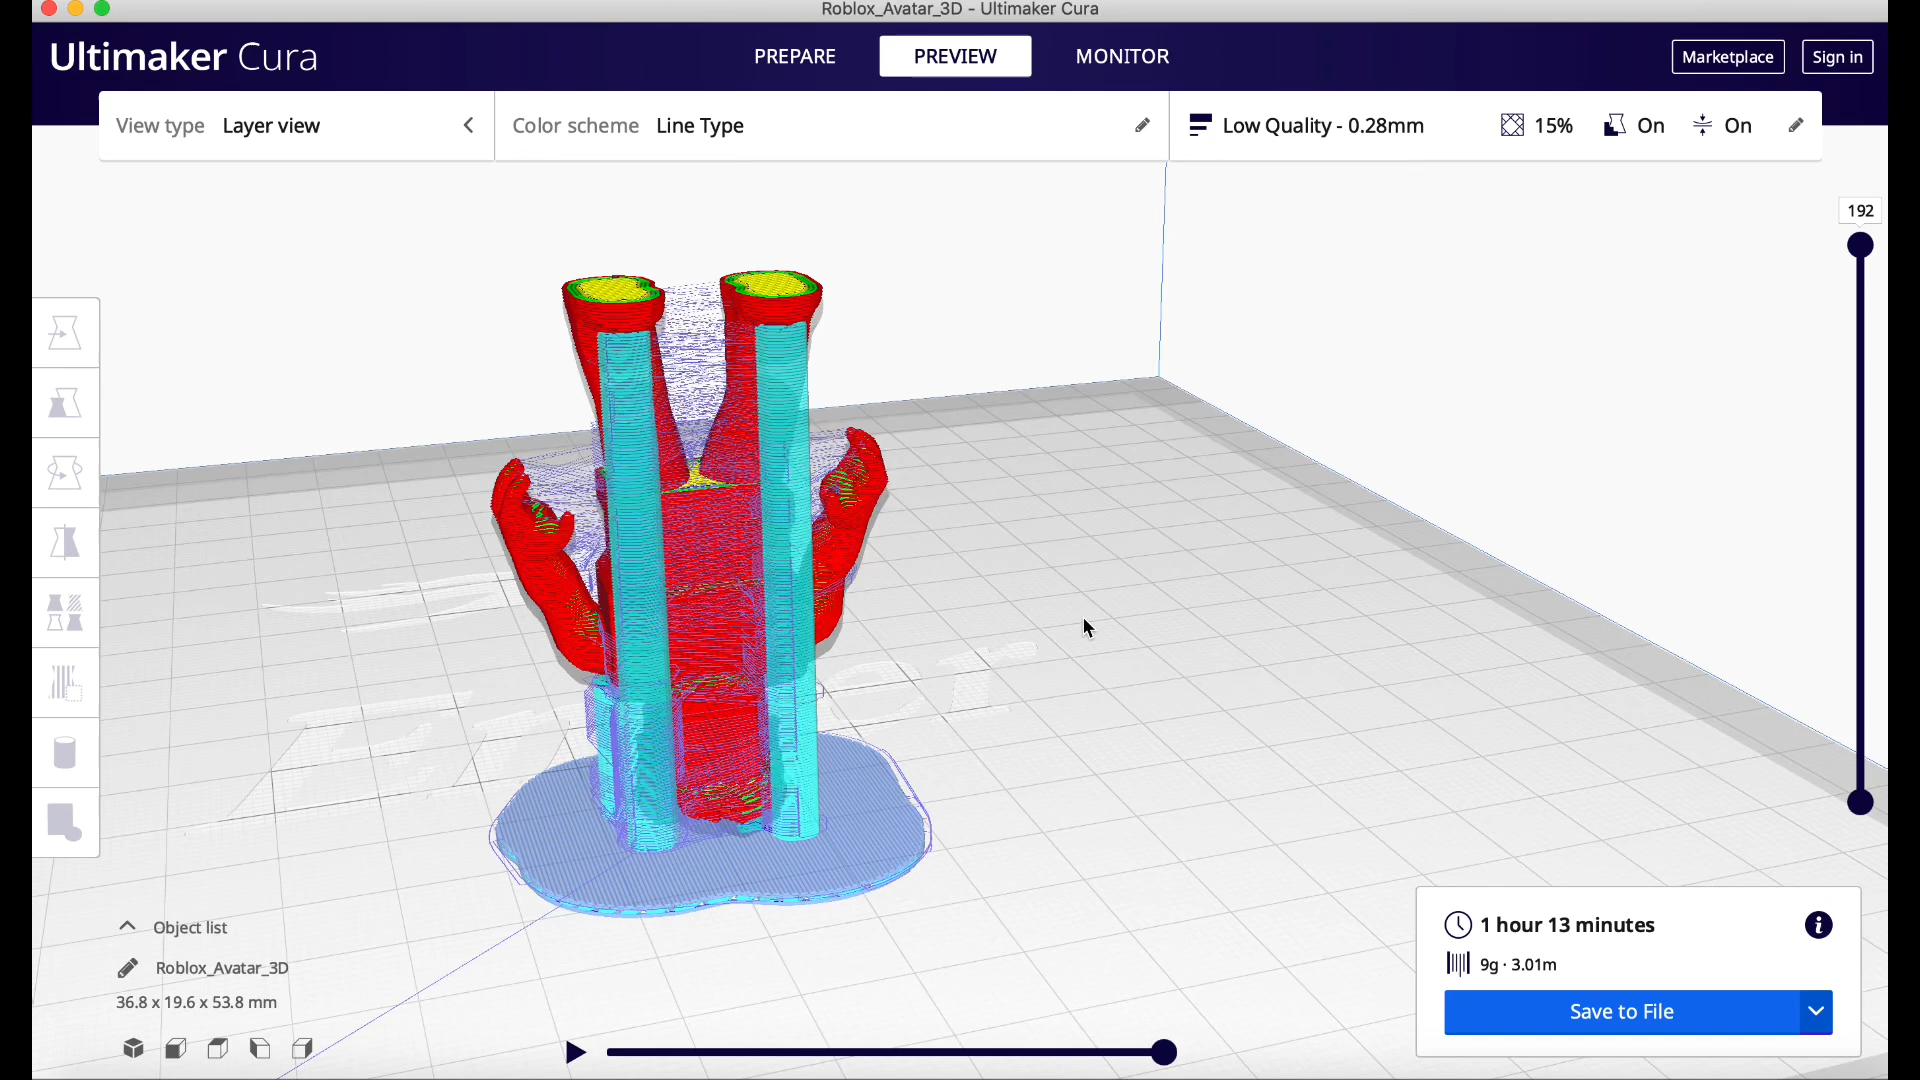 Roblox_Avatar_3D - Ultimaker Cura
Ultimaker Cura
PREPARE
PREVIEW
MONITOR
Marketplace
Sign in
View type Layer view
Color scheme Line Type
Low Quality - 0.28mm
15%
On
On
192
Object list
Roblox_Avatar_3D
36.8 x 19.6 x 53.8 mm
1 hour 13 minutes
9g · 3.01m
Save to File